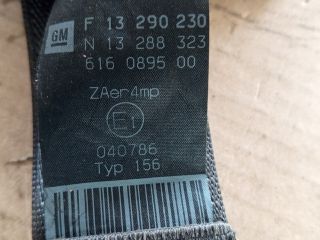 GM F 13 290 230
N 13 288 323
616 0895 00
ZAer4mp
E1
040786
Typ 156